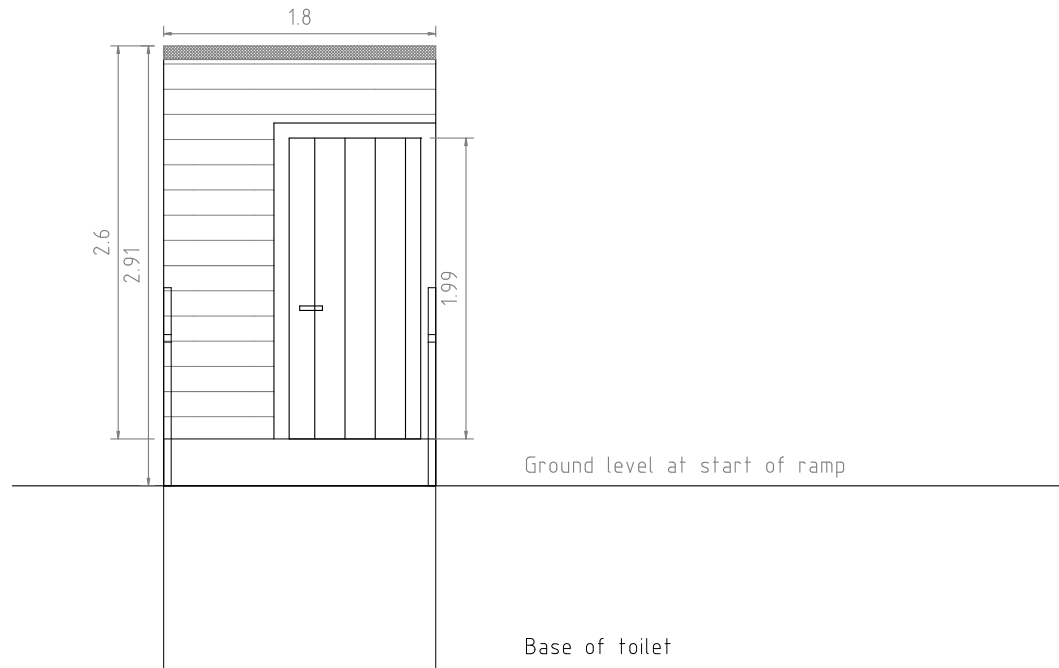 1.8
2.6
2.91
1.99
Ground level at start of ramp
Base of toilet